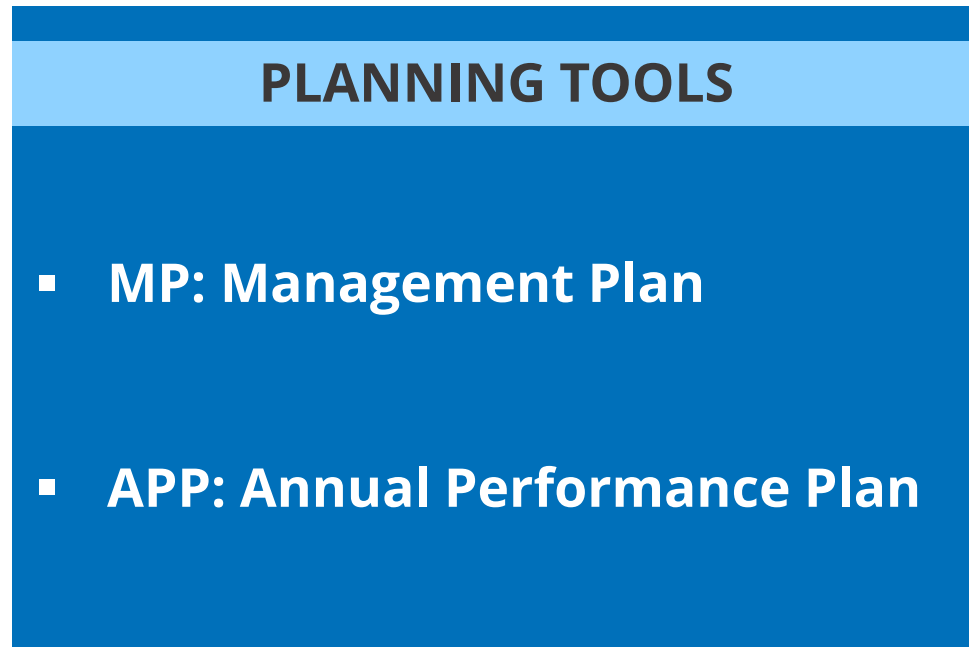 PLANNING TOOLS
▪ MP: Management Plan
▪ APP: Annual Performance Plan